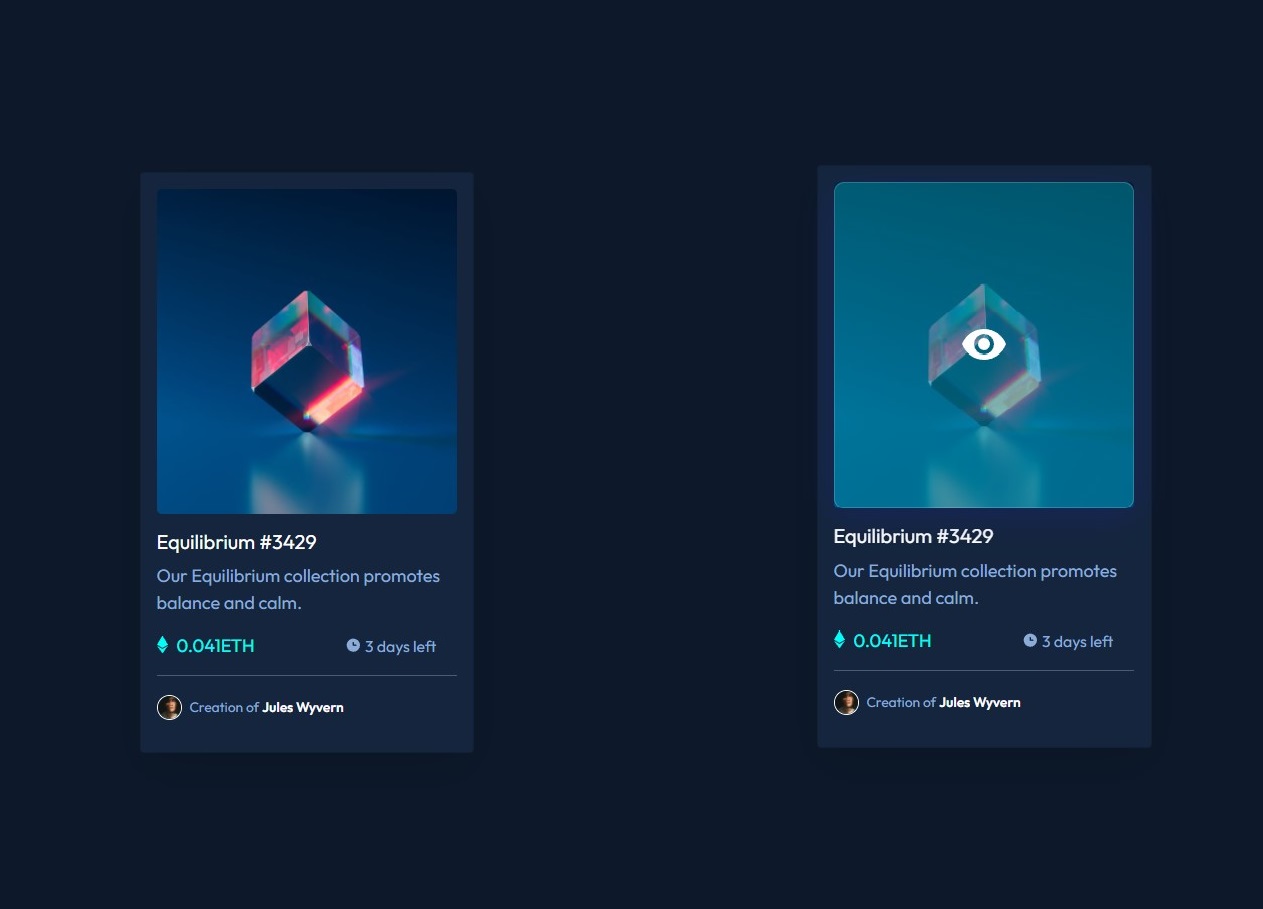 Equilibrium #3429
Our Equilibrium collection promotes
balance and calm.
0.041ETH
3 days left
Creation of Jules Wyvern
Equilibrium #3429
Our Equilibrium collection promotes
balance and calm.
0.041ETH
3 days left
Creation of Jules Wyvern